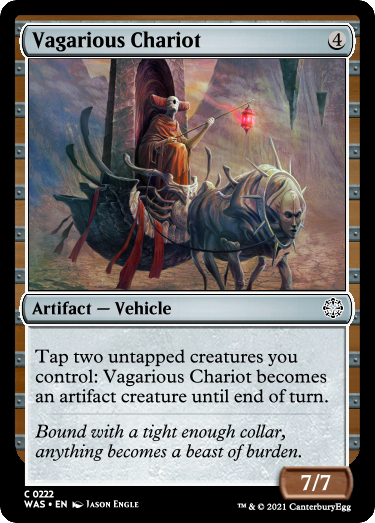 Vagarious Chariot 4
Artifact — Vehicle
Tap two untapped creatures you
control: Vagarious Chariot becomes
an artifact creature until end of turn.
Bound with a tight enough collar,
anything becomes a beast of burden.
7/7
C 0222
WAS • EN Jason Engle
™ & © 2021 CanterburyEgg